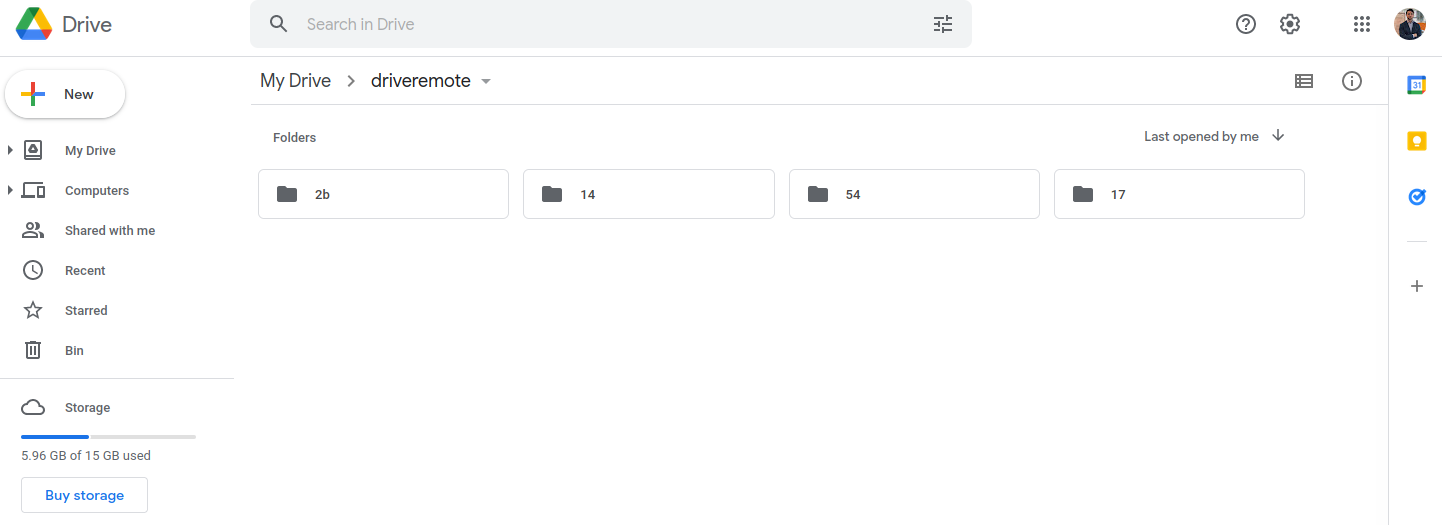 Drive
Search in Drive
New
My Drive
Computers
Shared with me
Recent
Starred
Bin
Storage
5.96 GB of 15 GB used
Buy storage
My Drive
driveremote
Folders
Last opened by me
2b
14
54
17
31